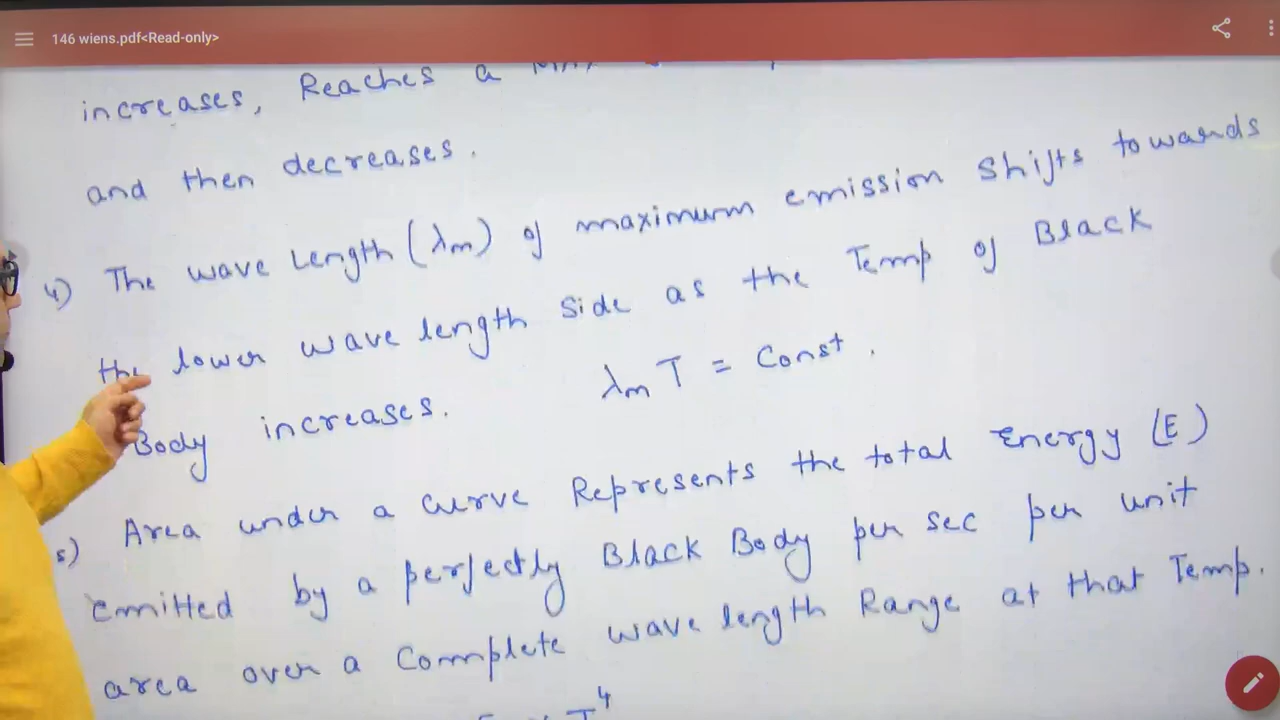 146 wiens.pdf<Read-only>
increases, Reaches a
and then decreases.
4) The wave length (λm) of maximum emission shifts towards
the lower wave length side as the Temp of Black
Body increases. λm T = Const.
5) Area under a curve Represents the total Energy (E)
emitted by a perfectly Black Body per sec per unit
area over a Complete wave length Range at that Temp.
T⁴